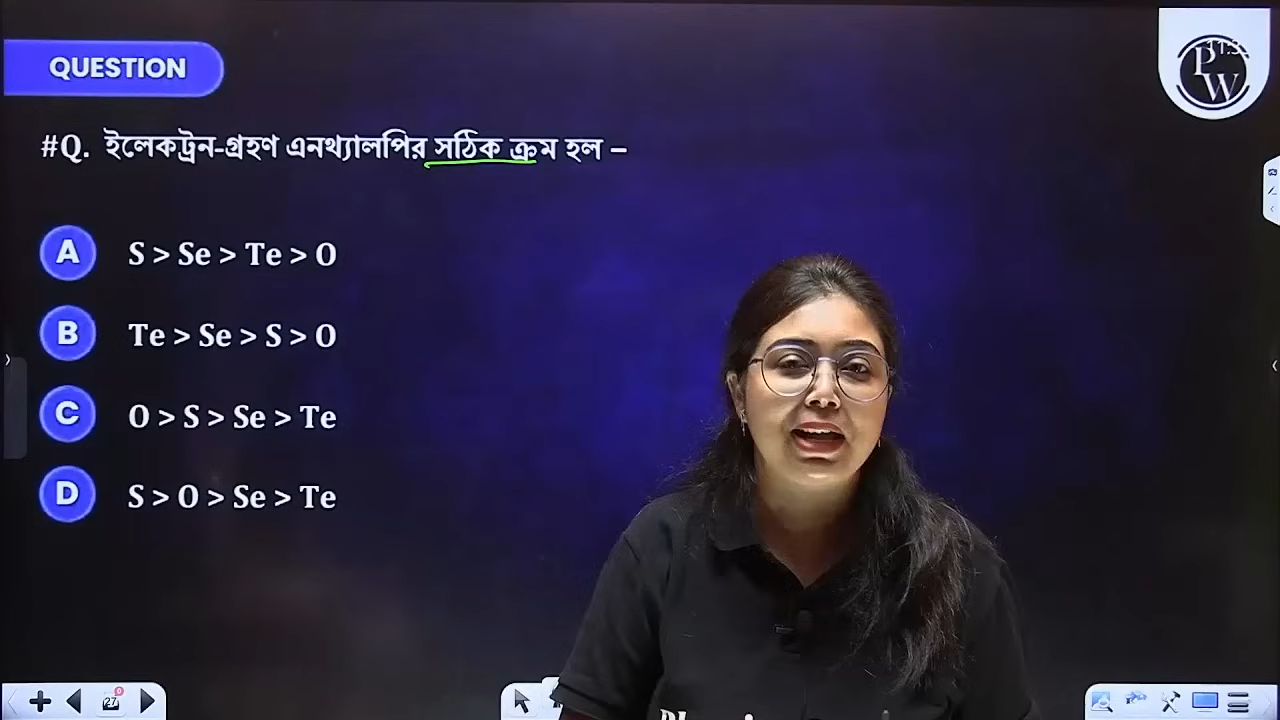 QUESTION
PW
#Q. ইলেকট্রন-গ্রহণ এনথ্যালপির সঠিক ক্রম হল –
A S > Se > Te > O
B Te > Se > S > O
C O > S > Se > Te
D S > O > Se > Te
27